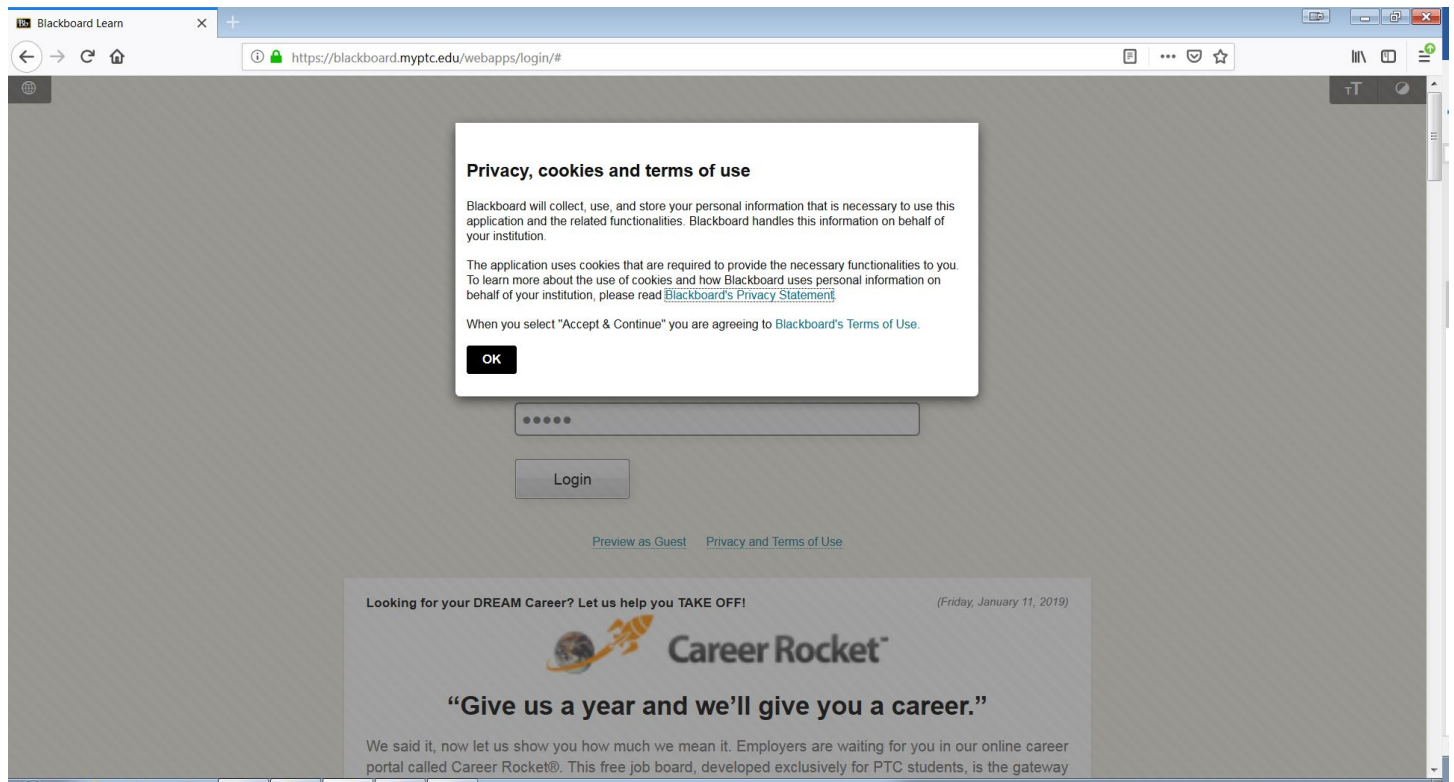 Blackboard Learn
https://blackboard.myptc.edu/webapps/login/#
Privacy, cookies and terms of use
Blackboard will collect, use, and store your personal information that is necessary to use this
application and the related functionalities. Blackboard handles this information on behalf of
your institution.
The application uses cookies that are required to provide the necessary functionalities to you.
To learn more about the use of cookies and how Blackboard uses personal information on
behalf of your institution, please read Blackboard's Privacy Statement.
When you select "Accept & Continue" you are agreeing to Blackboard's Terms of Use.
OK
Login
Preview as Guest Privacy and Terms of Use
Looking for your DREAM Career? Let us help you TAKE OFF! (Friday, January 11, 2019)
Career Rocket™
“Give us a year and we’ll give you a career.”
We said it, now let us show you how much we mean it. Employers are waiting for you in our online career
portal called Career Rocket®. This free job board, developed exclusively for PTC students, is the gateway